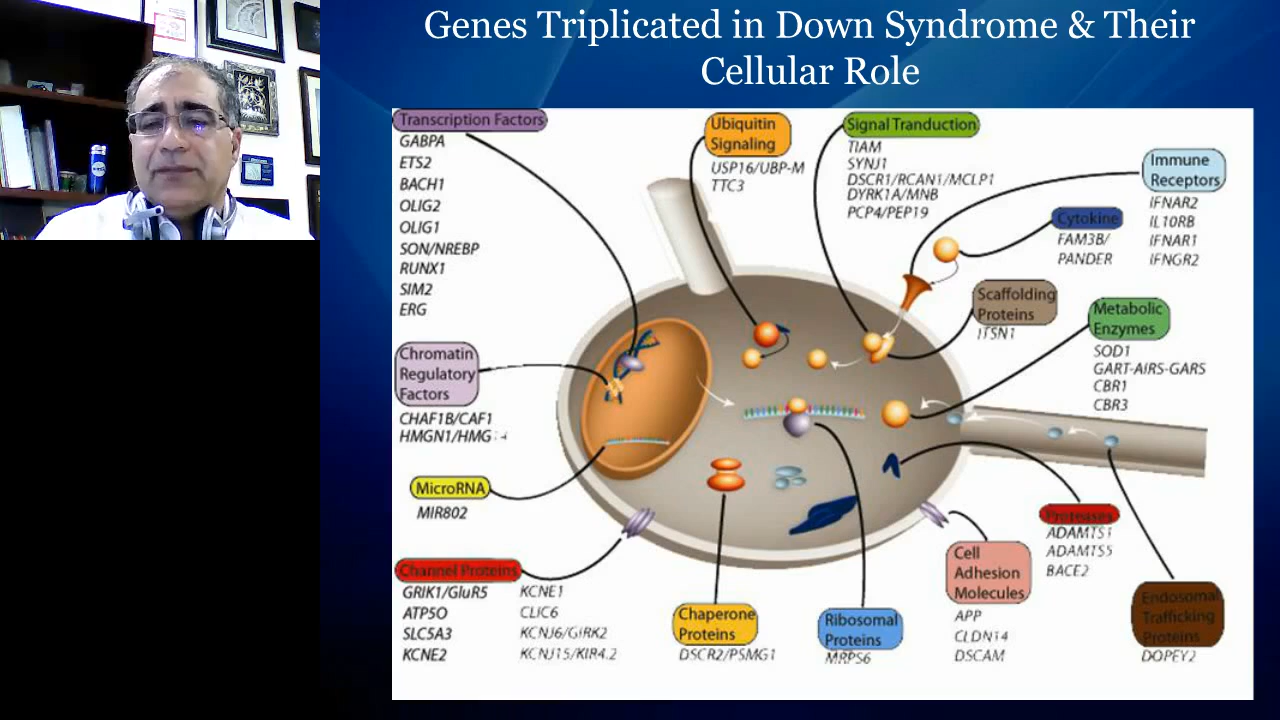 Genes Triplicated in Down Syndrome & Their
Cellular Role
Transcription Factors
GABPA
ETS2
BACH1
OLIG2
OLIG1
SON/NREBP
RUNX1
SIM2
ERG
Chromatin
Regulatory
Factors
CHAF1B/CAF1
HMGN1/HMG14
MicroRNA
MIR802
Channel Proteins
GRIK1/GluR5
ATP5O
SLC5A3
KCNE2
KCNE1
CLIC6
KCNJ6/GIRK2
KCNJ15/KIR4.2
Ubiquitin
Signaling
USP16/UBP-M
TTC3
Signal Tranduction
TIAM
SYNJ1
DSCR1/RCAN1/MCLP1
DYRK1A/MNB
PCP4/PEP19
Immune
Receptors
IFNAR2
IL10RB
IFNAR1
IFNGR2
Cytokine
FAM3B/
PANDER
Scaffolding
Proteins
ITSN1
Metabolic
Enzymes
SOD1
GART-AIRS-GARS
CBR1
CBR3
Chaperone
Proteins
DSCR2/PSMG1
Ribosomal
Proteins
MRPS6
Cell
Adhesion
Molecules
APP
CLDN14
DSCAM
Proteases
ADAMTS1
ADAMTS5
BACE2
Endosomal
Trafficking
Proteins
DOPEY2